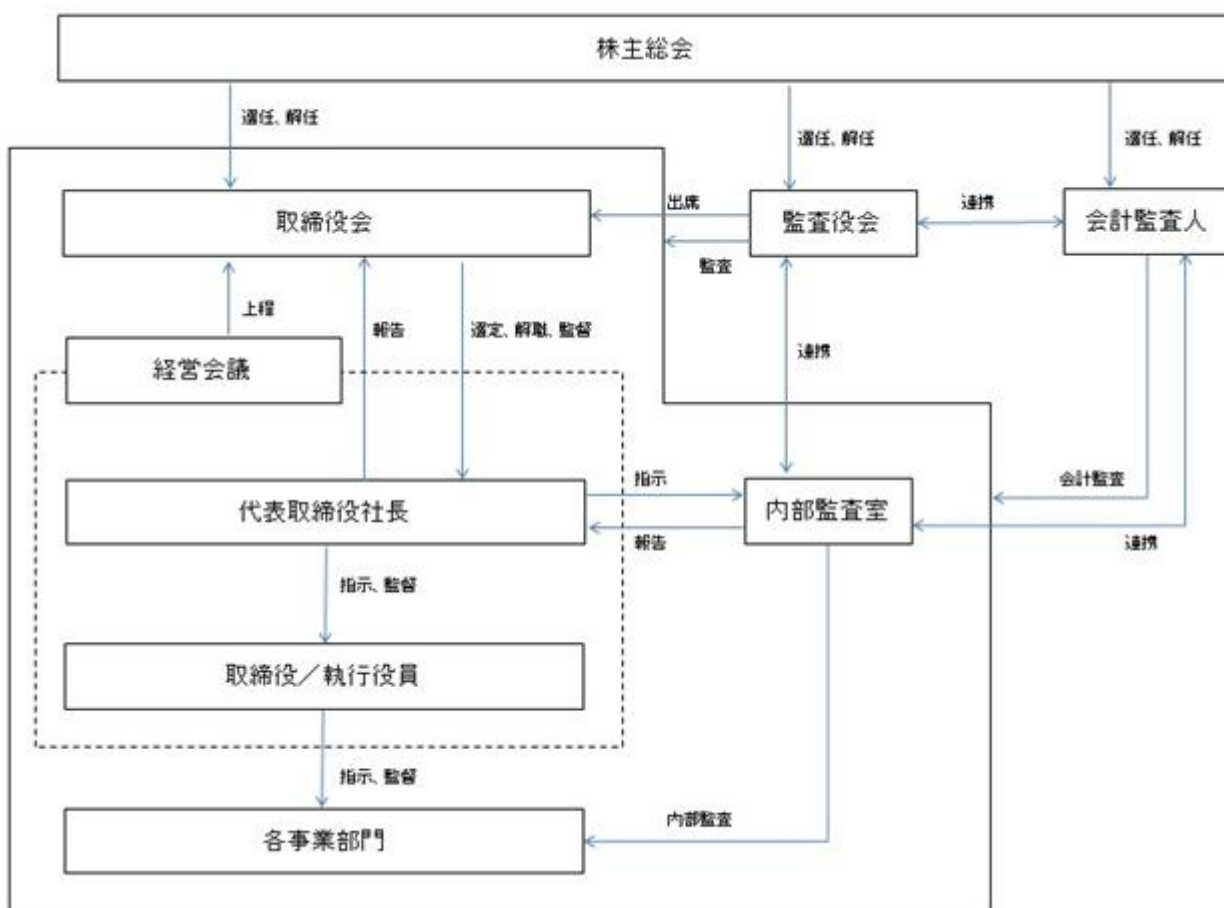 株主総会
選任、解任
選任、解任
選任、解任
取締役会
出席
監査役会
連携
会計監査人
監査
上程
報告
選定、解職、監督
連携
経営会議
代表取締役社長
指示
内部監査室
会計監査
報告
連携
指示、監督
取締役／執行役員
指示、監督
各事業部門
内部監査